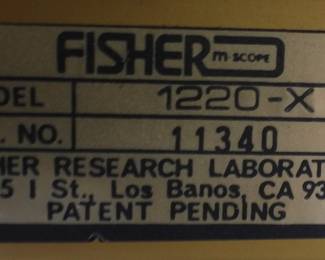 FISHER m-scope
DEL 1220-X
. NO. 11340
HER RESEARCH LABORAT
5 I St., Los Banos, CA 93
PATENT PENDING